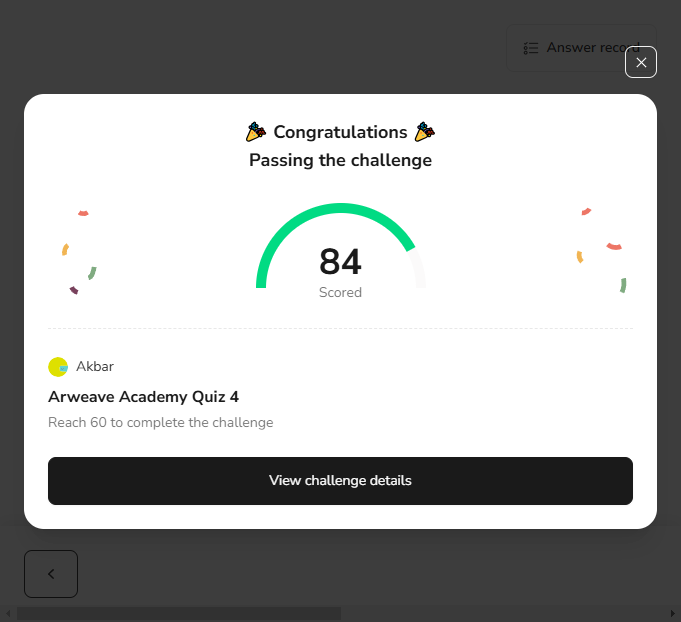 Answer record
Congratulations
Passing the challenge
84
Scored
Akbar
Arweave Academy Quiz 4
Reach 60 to complete the challenge
View challenge details